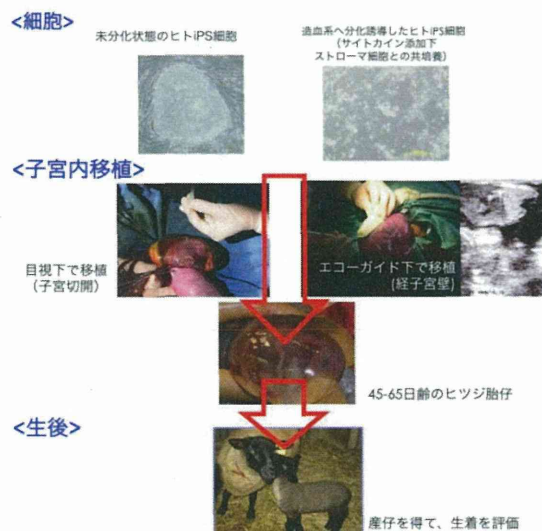 <細胞>
未分化状態のヒトiPS細胞
造血系へ分化誘導したヒトiPS細胞
(サイトカイン添加下
ストローマ細胞との共培養)
<子宮内移植>
目視下で移植
(子宮切開)
エコーガイド下で移植
(経子宮壁)
45-65日齢のヒツジ胎仔
<生後>
産仔を得て、生着を評価